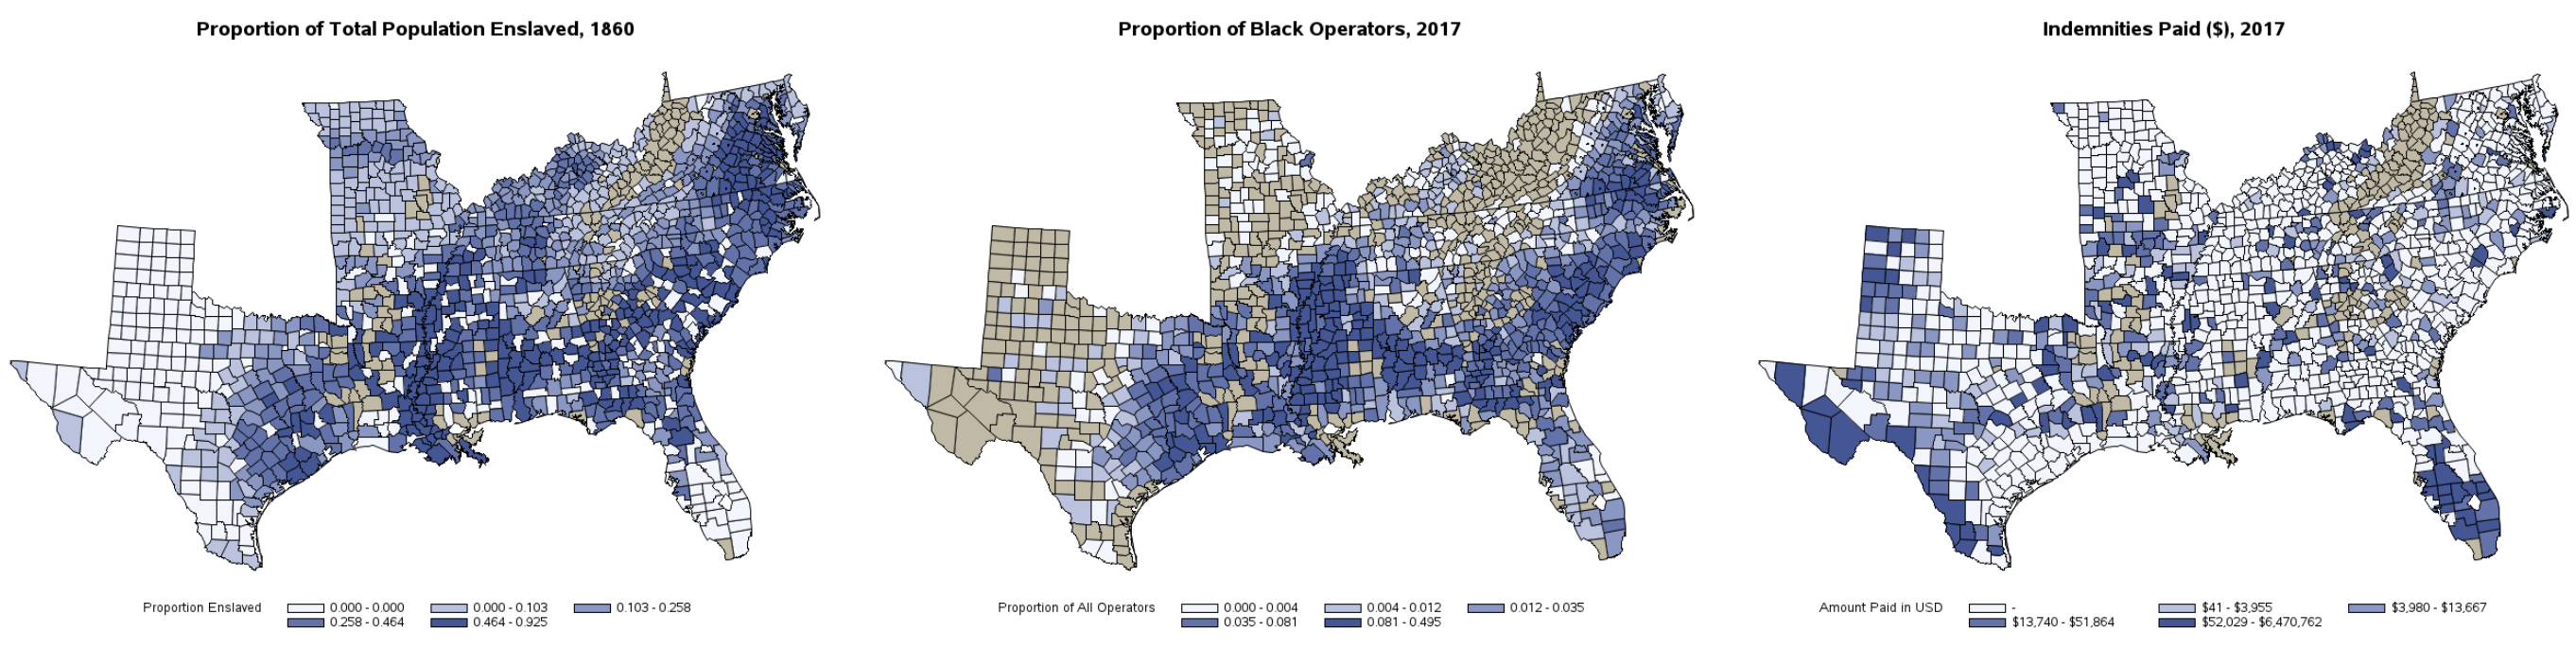 Proportion of Total Population Enslaved, 1860
Proportion Enslaved 0.000 - 0.000 0.000 - 0.103 0.103 - 0.258
0.258 - 0.464 0.464 - 0.925
Proportion of Black Operators, 2017
Proportion of All Operators 0.000 - 0.004 0.004 - 0.012 0.012 - 0.035
0.035 - 0.081 0.081 - 0.495
Indemnities Paid ($), 2017
Amount Paid in USD - $41 - $3,955 $3,980 - $13,667
$13,740 - $51,864 $52,029 - $6,470,762